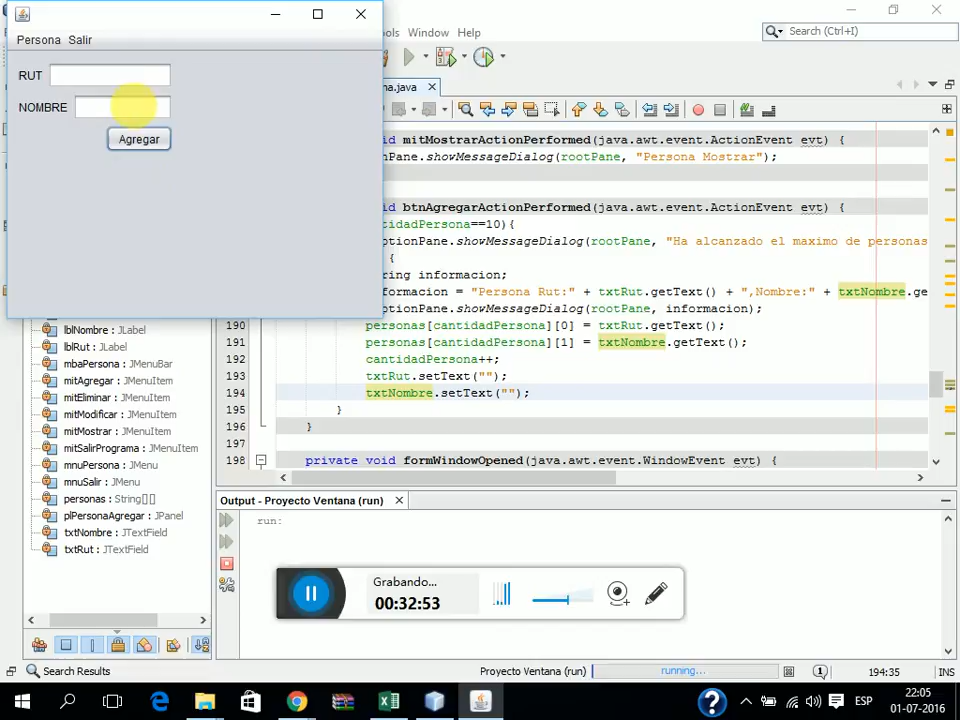 Persona Salir
RUT
NOMBRE
Agregar
Window Help
Search (Ctrl+I)
na.java
id mitMostrarActionPerformed(java.awt.event.ActionEvent evt) {
nPane.showMessageDialog(rootPane, "Persona Mostrar");
id btnAgregarActionPerformed(java.awt.event.ActionEvent evt) {
tidadPersona==10){
ptionPane.showMessageDialog(rootPane, "Ha alcanzado el maximo de personas
{
ring informacion;
formacion = "Persona Rut:" + txtRut.getText() + ",Nombre:" + txtNombre.ge
ptionPane.showMessageDialog(rootPane, informacion);
190 personas[cantidadPersona][0] = txtRut.getText();
191 personas[cantidadPersona][1] = txtNombre.getText();
192 cantidadPersona++;
193 txtRut.setText("");
194 txtNombre.setText("");
195 }
196 }
197
198 private void formWindowOpened(java.awt.event.WindowEvent evt) {
lblNombre : JLabel
lblRut : JLabel
mbaPersona : JMenuBar
mitAgregar : JMenuItem
mitEliminar : JMenuItem
mitModificar : JMenuItem
mitMostrar : JMenuItem
mitSalirPrograma : JMenuItem
mnuPersona : JMenu
mnuSalir : JMenu
personas : String[][]
plPersonaAgregar : JPanel
txtNombre : JTextField
txtRut : JTextField
Output - Proyecto Ventana (run)
run:
Grabando...
00:32:53
Search Results
Proyecto Ventana (run)
running...
1
194:35
INS
ESP
22:05
01-07-2016